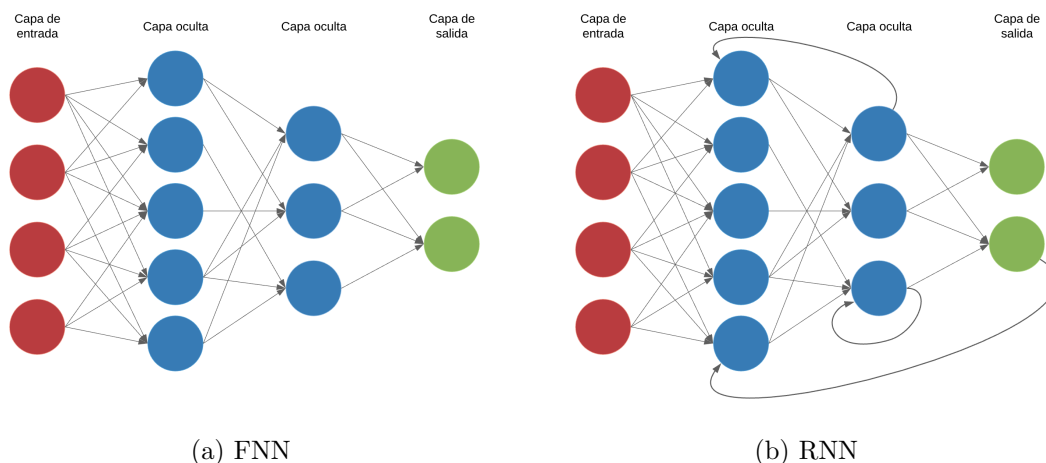 Capa de
entrada
Capa oculta
Capa oculta
Capa de
salida
Capa de
entrada
Capa oculta
Capa oculta
Capa de
salida
(a) FNN
(b) RNN